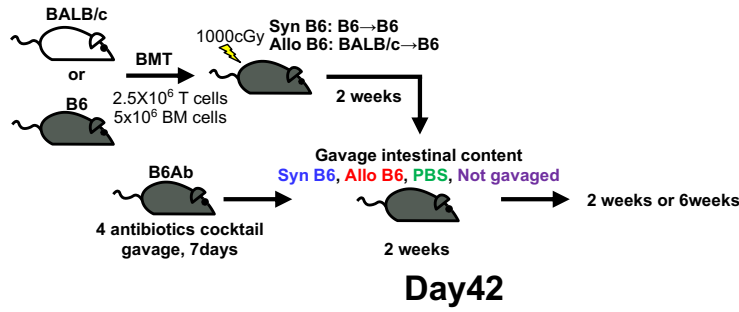 BALB/c
or
B6
BMT
2.5X10⁶ T cells
5x10⁶ BM cells
1000cGy
Syn B6: B6→B6
Allo B6: BALB/c→B6
2 weeks
Gavage intestinal content
Syn B6, Allo B6, PBS, Not gavaged
B6Ab
4 antibiotics cocktail
gavage, 7days
2 weeks
2 weeks or 6weeks
Day42